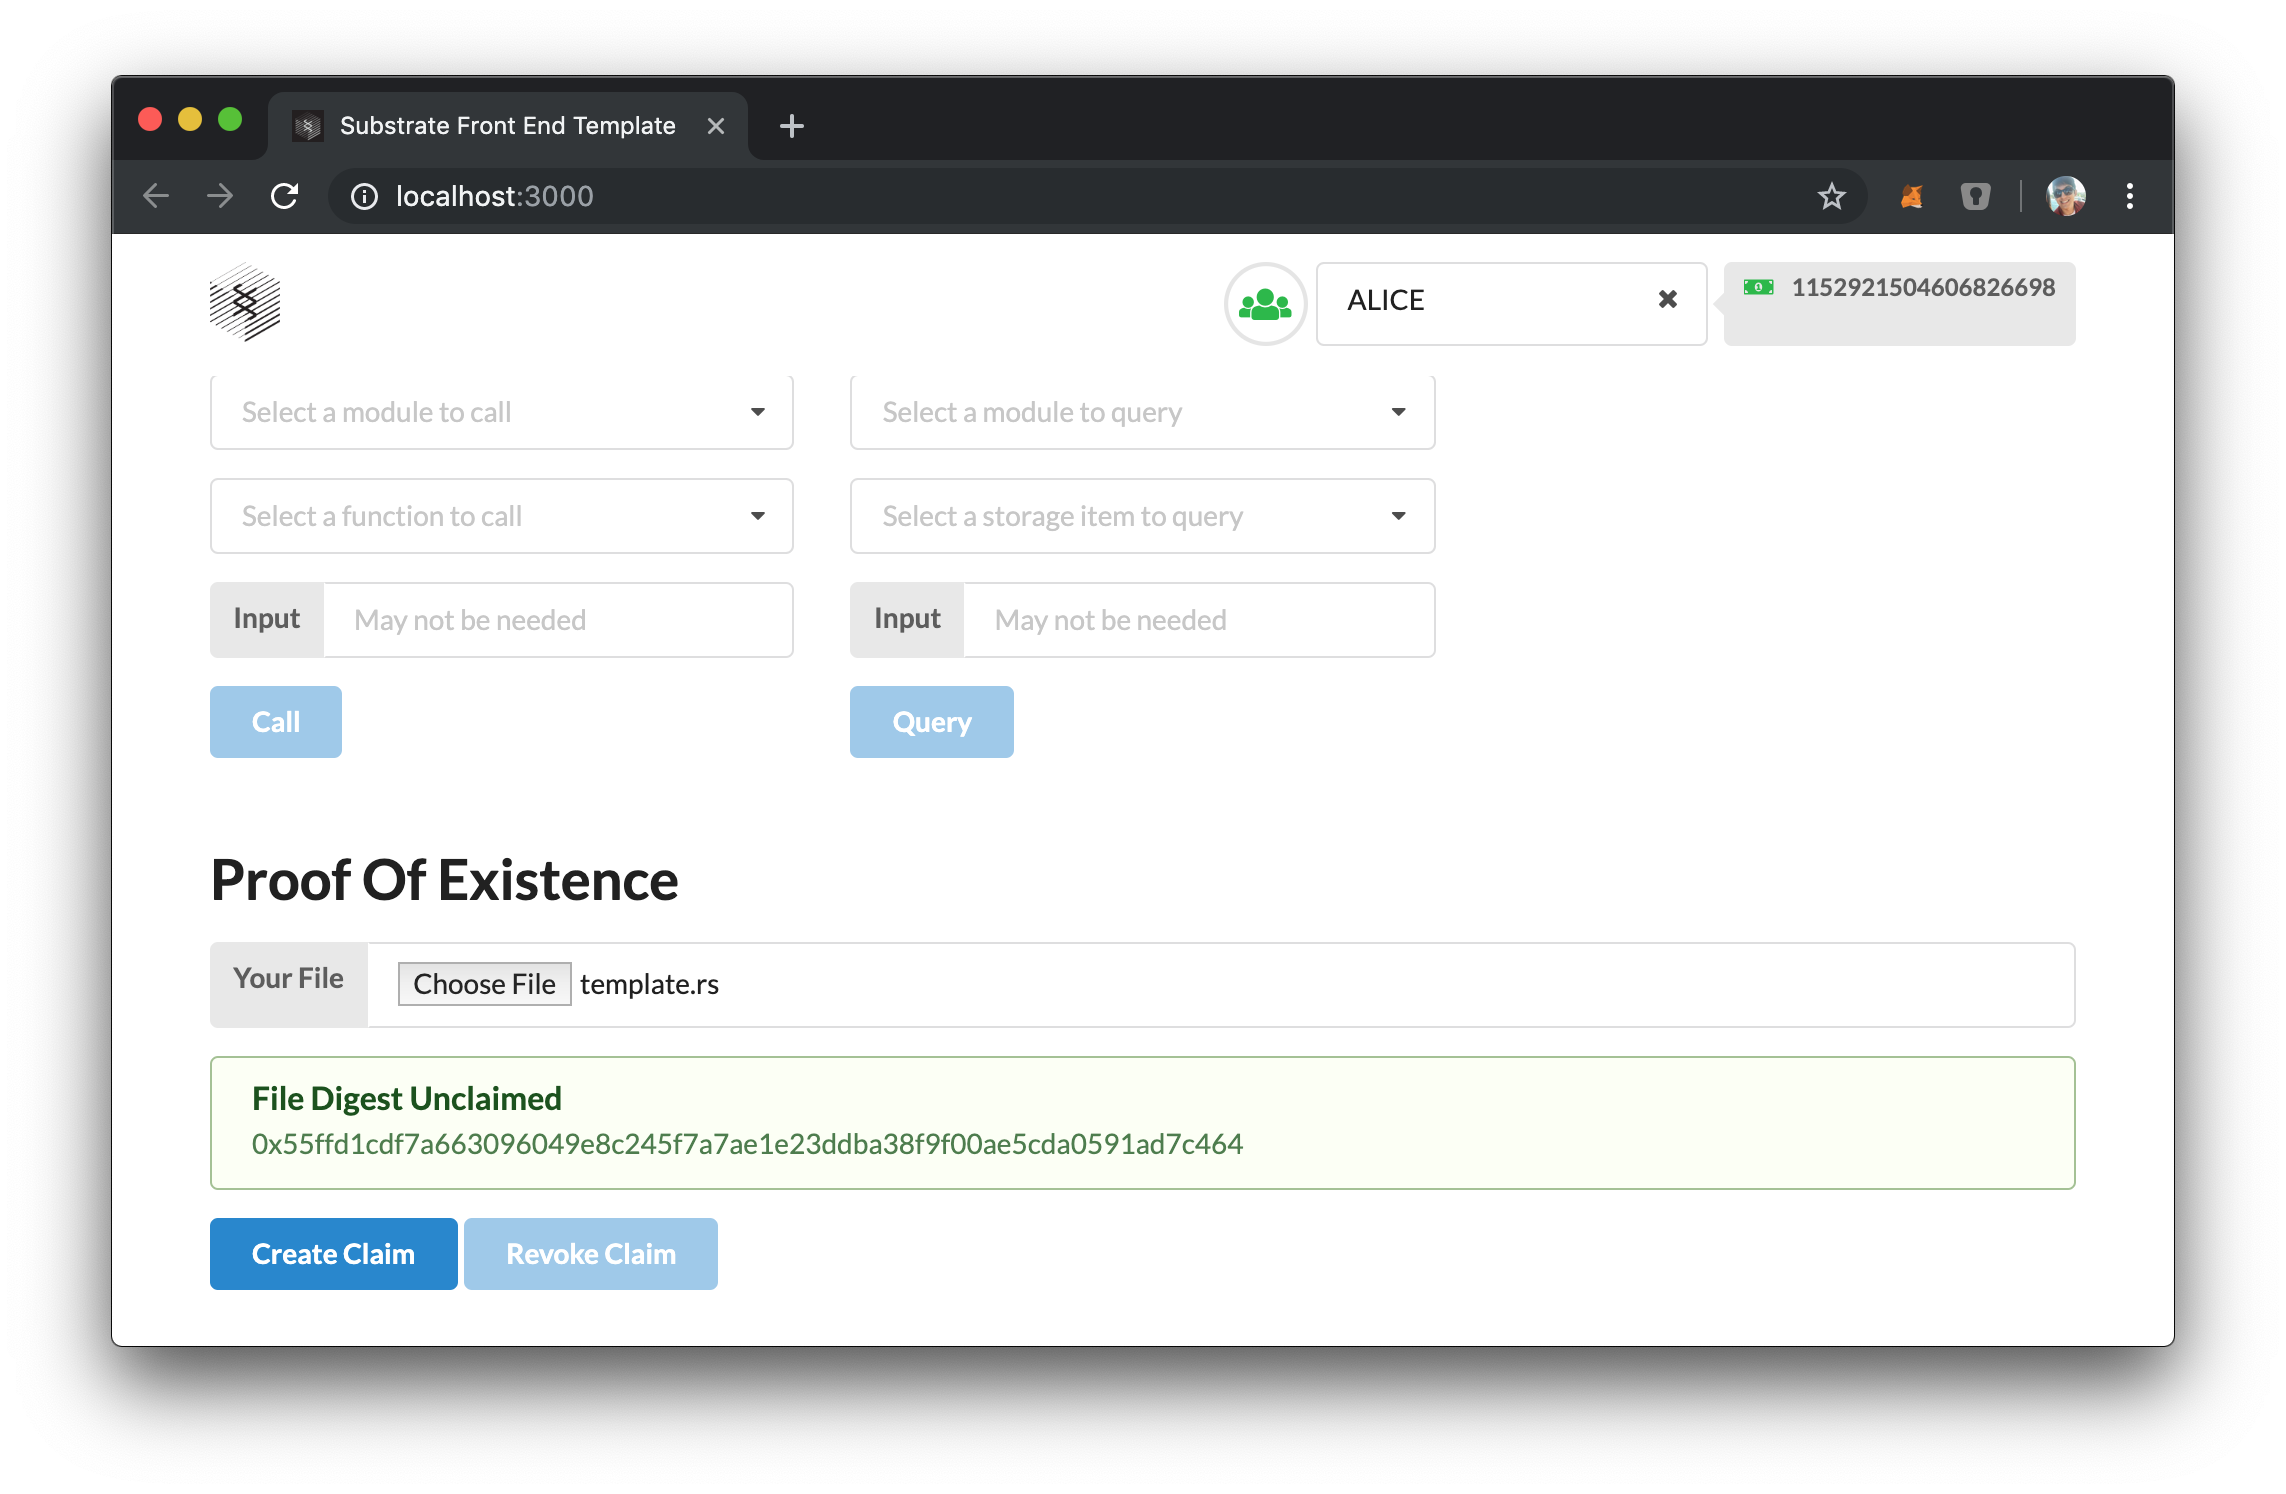 Substrate Front End Template
localhost:3000
ALICE
1152921504606826698
Select a module to call
Select a module to query
Select a function to call
Select a storage item to query
Input May not be needed
Input May not be needed
Call
Query
Proof Of Existence
Your File Choose File template.rs
File Digest Unclaimed
0x55ffd1cdf7a663096049e8c245f7a7ae1e23ddba38f9f00ae5cda0591ad7c464
Create Claim Revoke Claim